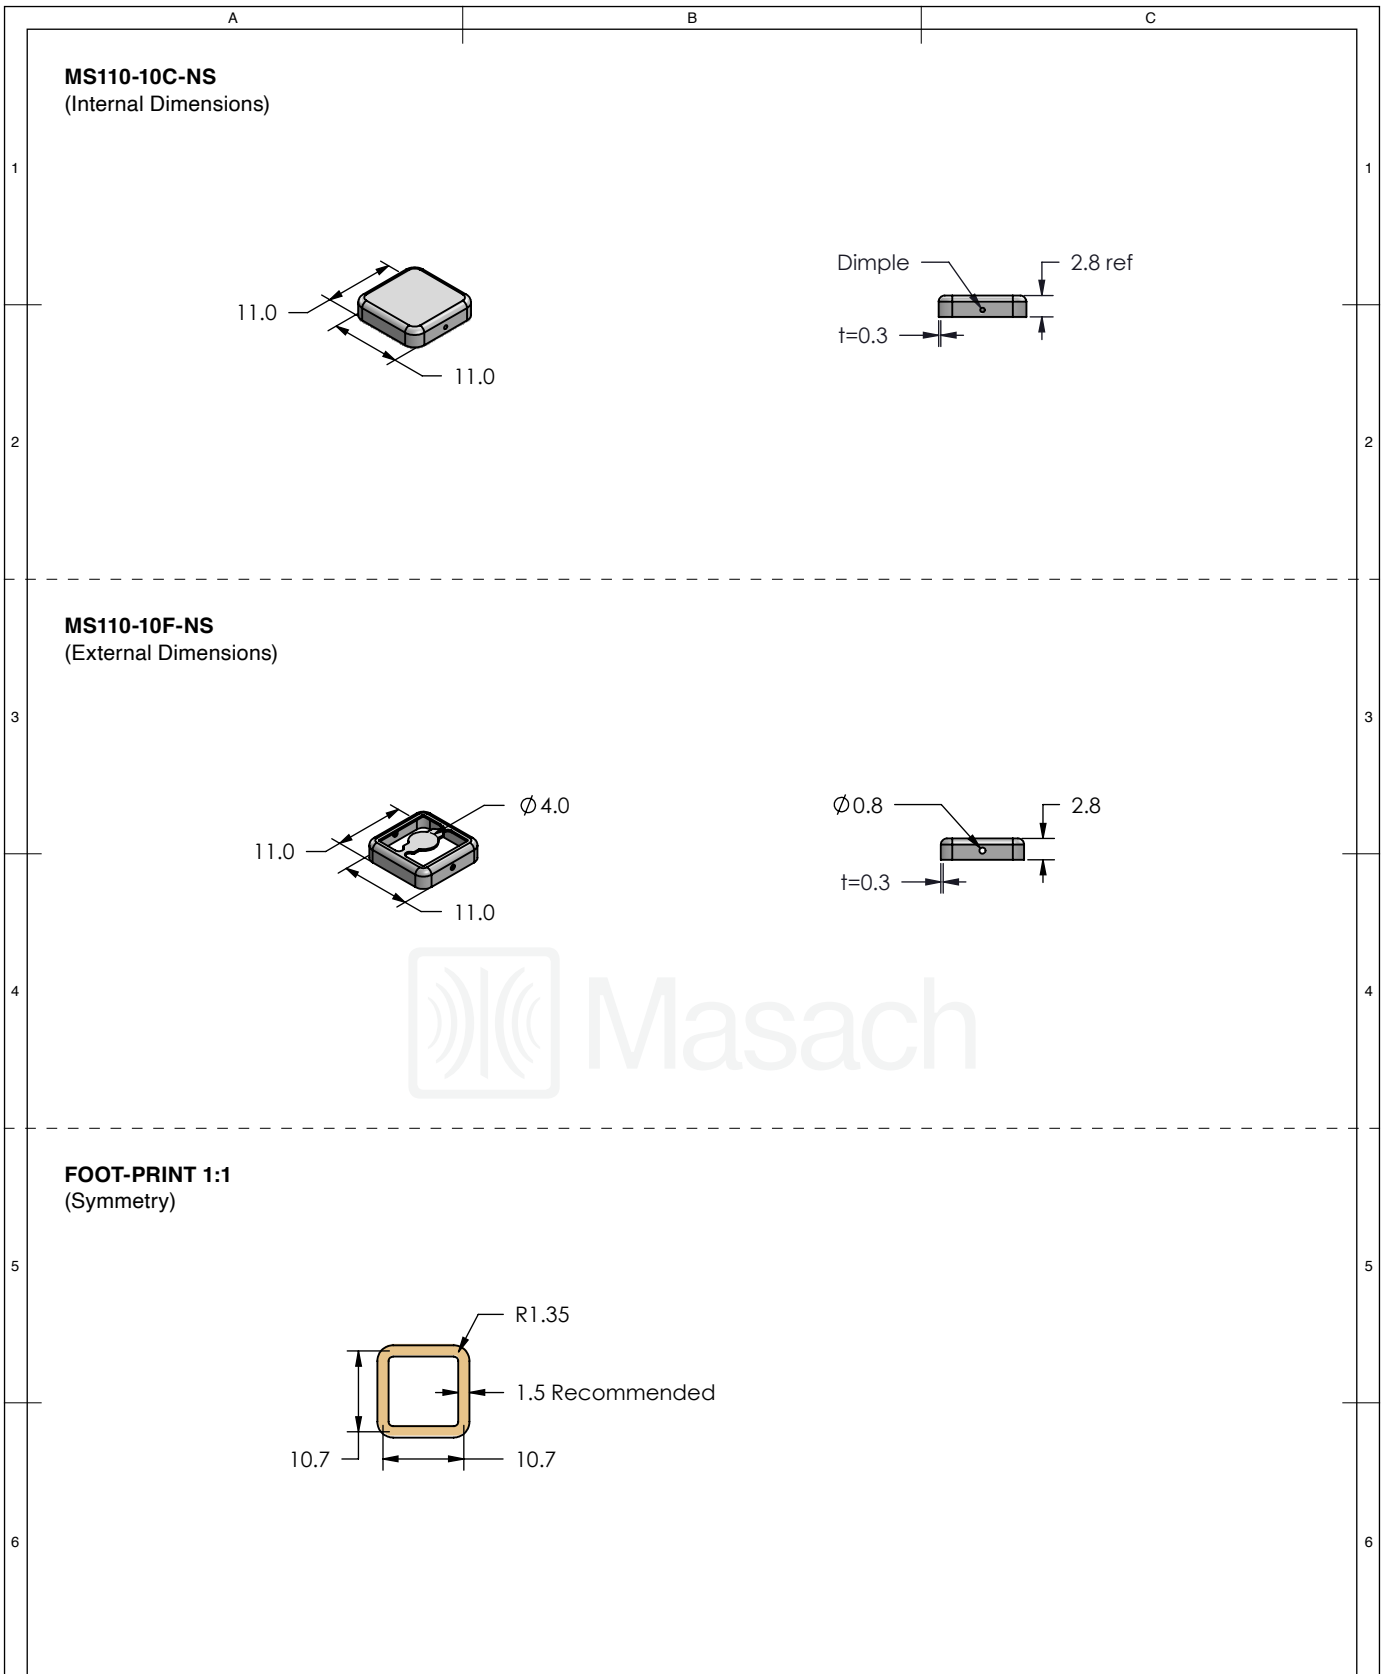 A
B
C
MS110-10C-NS
(Internal Dimensions)
1
1
Dimple
2.8 ref
11.0
t=0.3
11.0
2
2
MS110-10F-NS
(External Dimensions)
3
3
∅4.0
∅0.8
2.8
11.0
t=0.3
11.0
Masach
4
4
FOOT-PRINT 1:1
(Symmetry)
5
5
R1.35
1.5 Recommended
10.7
10.7
6
6